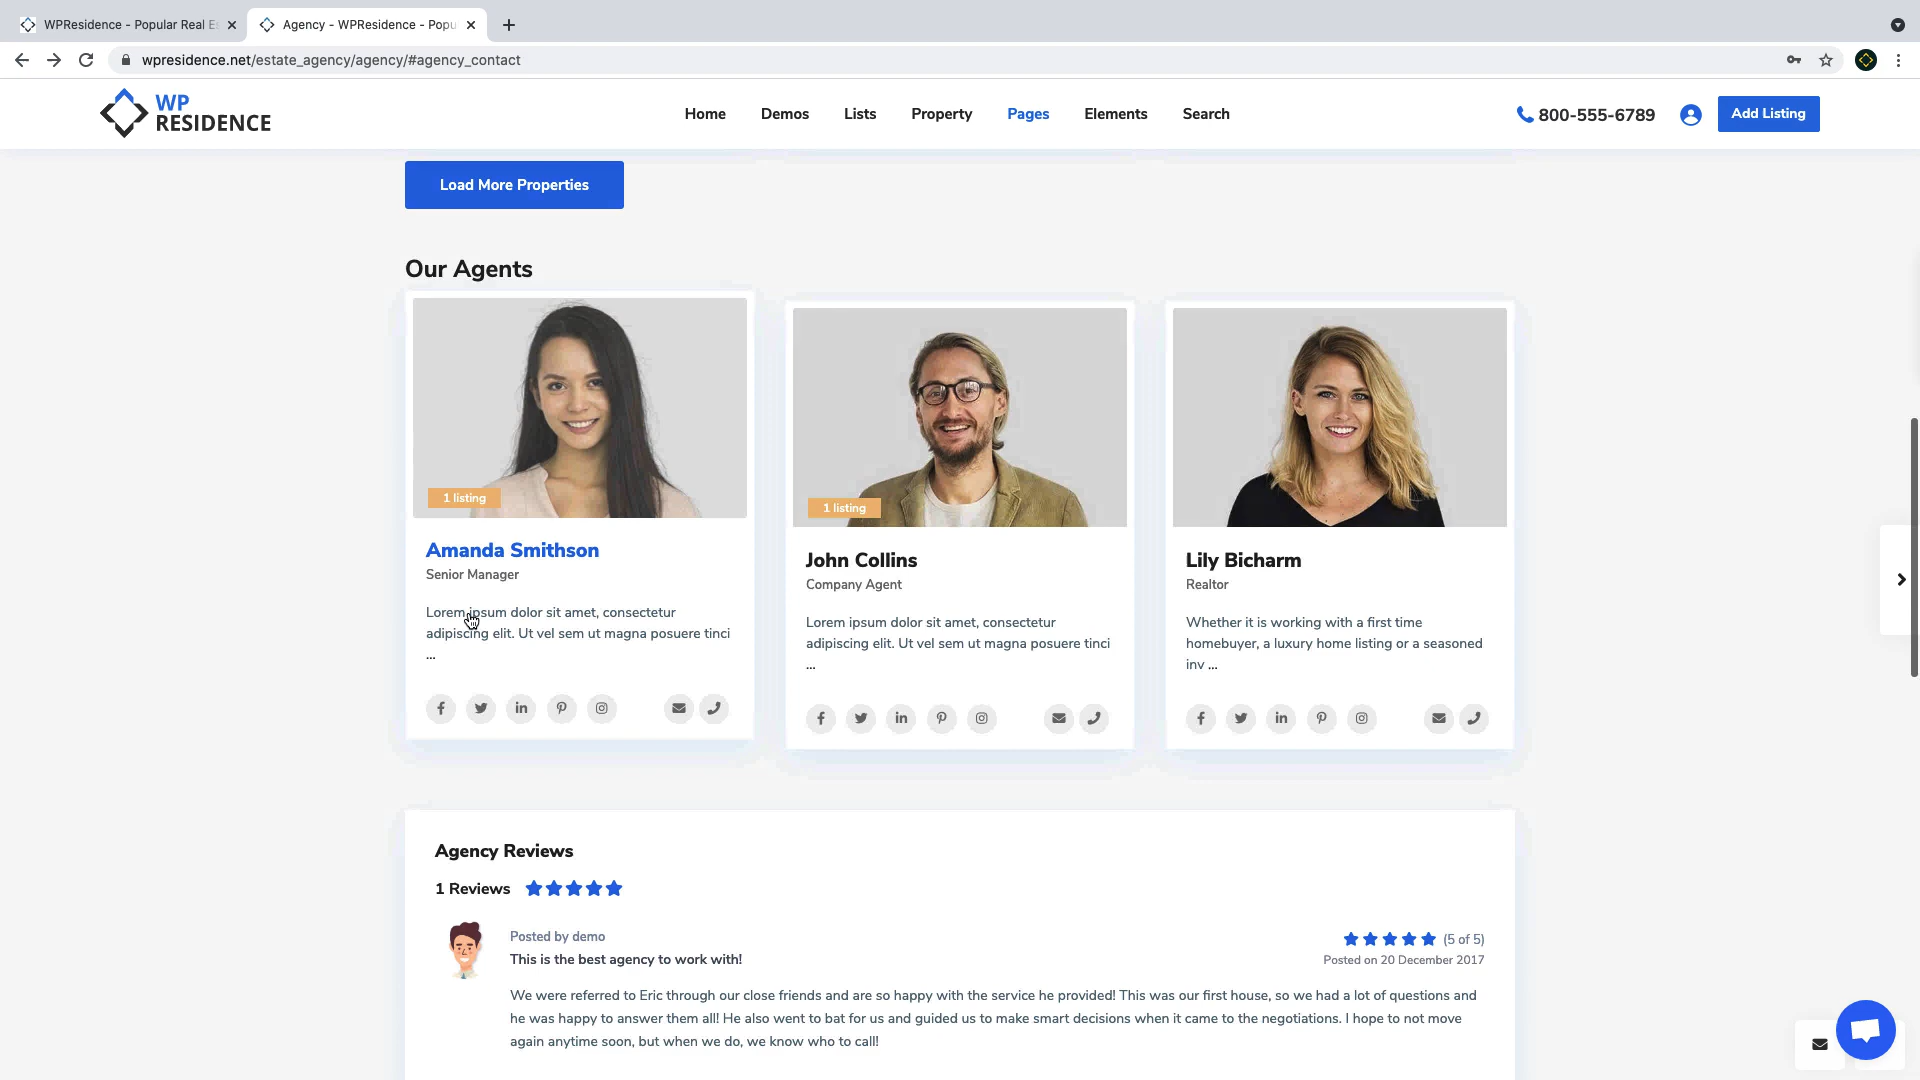 WPResidence - Popular Real Es
Agency - WPResidence - Popu
wpresidence.net/estate_agency/agency/#agency_contact
WP
RESIDENCE
Home
Demos
Lists
Property
Pages
Elements
Search
800-555-6789
Add Listing
Load More Properties
Our Agents
1 listing
Amanda Smithson
Senior Manager
Lorem ipsum dolor sit amet, consectetur
adipiscing elit. Ut vel sem ut magna posuere tinci
...
1 listing
John Collins
Company Agent
Lorem ipsum dolor sit amet, consectetur
adipiscing elit. Ut vel sem ut magna posuere tinci
...
Lily Bicharm
Realtor
Whether it is working with a first time
homebuyer, a luxury home listing or a seasoned
inv ...
Agency Reviews
1 Reviews
Posted by demo
(5 of 5)
This is the best agency to work with!
Posted on 20 December 2017
We were referred to Eric through our close friends and are so happy with the service he provided! This was our first house, so we had a lot of questions and
he was happy to answer them all! He also went to bat for us and guided us to make smart decisions when it came to the negotiations. I hope to not move
again anytime soon, but when we do, we know who to call!